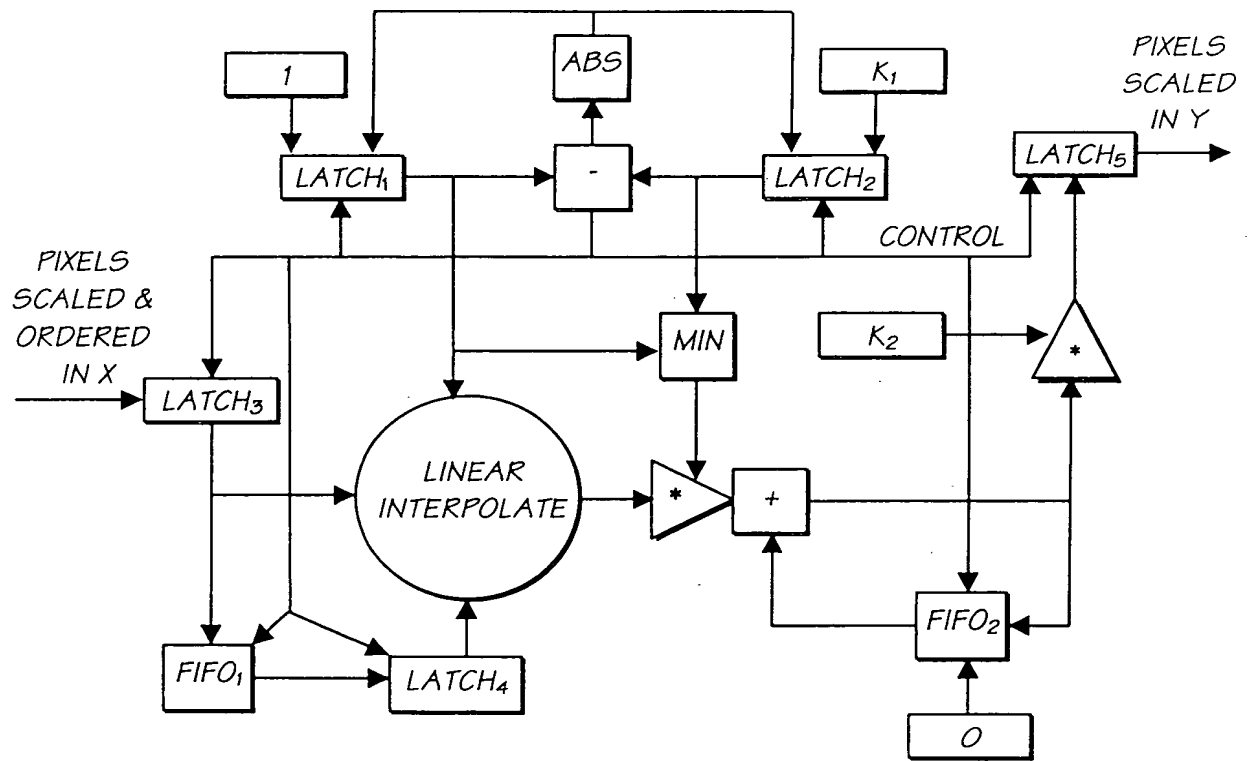 ABS
1
K₁
PIXELS
SCALED
IN Y
LATCH₁
-
LATCH₂
LATCH₅
CONTROL
PIXELS
SCALED &
ORDERED
IN X
LATCH₃
MIN
K₂
*
LINEAR
INTERPOLATE
*
+
FIFO₁
LATCH₄
FIFO₂
0